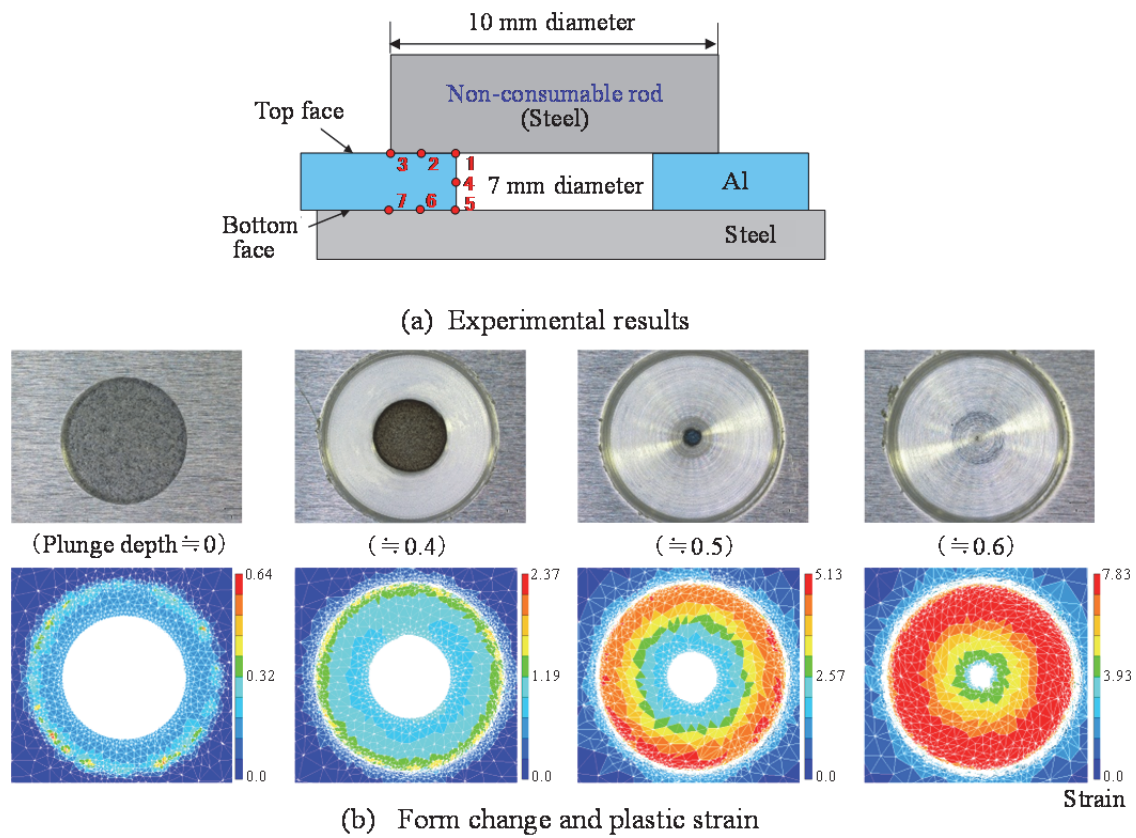 10 mm diameter
Non-consumable rod
(Steel)
Top face
3 2 1
4
7 mm diameter
Al
7 6 5
Bottom
face
Steel
(a) Experimental results
(Plunge depth≒0)
(≒0.4)
(≒0.5)
(≒0.6)
0.64
0.32
0.0
2.37
1.19
0.0
5.13
2.57
0.0
7.83
3.93
0.0
Strain
(b) Form change and plastic strain